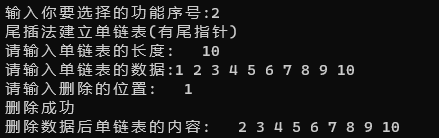 输入你要选择的功能序号:2
尾插法建立单链表(有尾指针)
请输入单链表的长度:  10
请输入单链表的数据:1 2 3 4 5 6 7 8 9 10
请输入删除的位置:  1
删除成功
删除数据后单链表的内容:  2 3 4 5 6 7 8 9 10